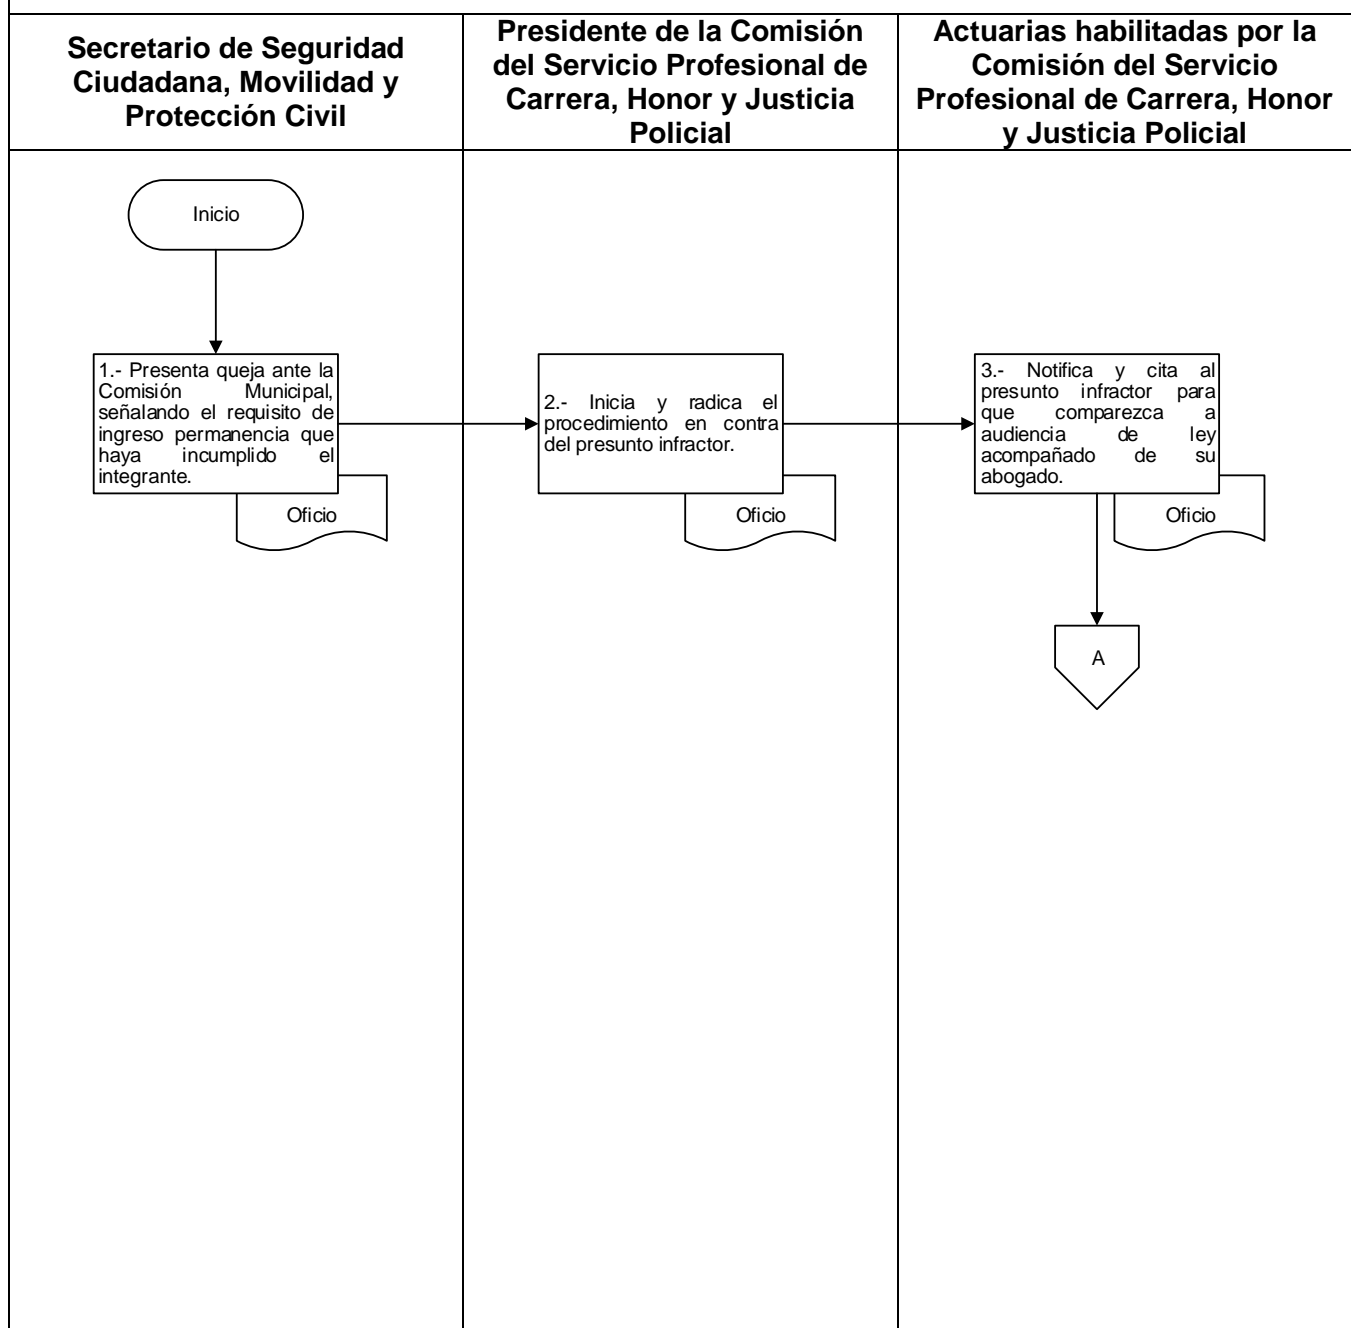 Secretario de Seguridad
Ciudadana, Movilidad y
Protección Civil
Presidente de la Comisión
del Servicio Profesional de
Carrera, Honor y Justicia
Policial
Actuarias habilitadas por la
Comisión del Servicio
Profesional de Carrera, Honor
y Justicia Policial
Inicio
1.- Presenta queja ante la
Comisión Municipal,
señalando el requisito de
ingreso permanencia que
haya incumplido el
integrante.
Oficio
2.- Inicia y radica el
procedimiento en contra
del presunto infractor.
Oficio
3.- Notifica y cita al
presunto infractor para
que comparezca a
audiencia de ley
acompañado de su
abogado.
Oficio
A